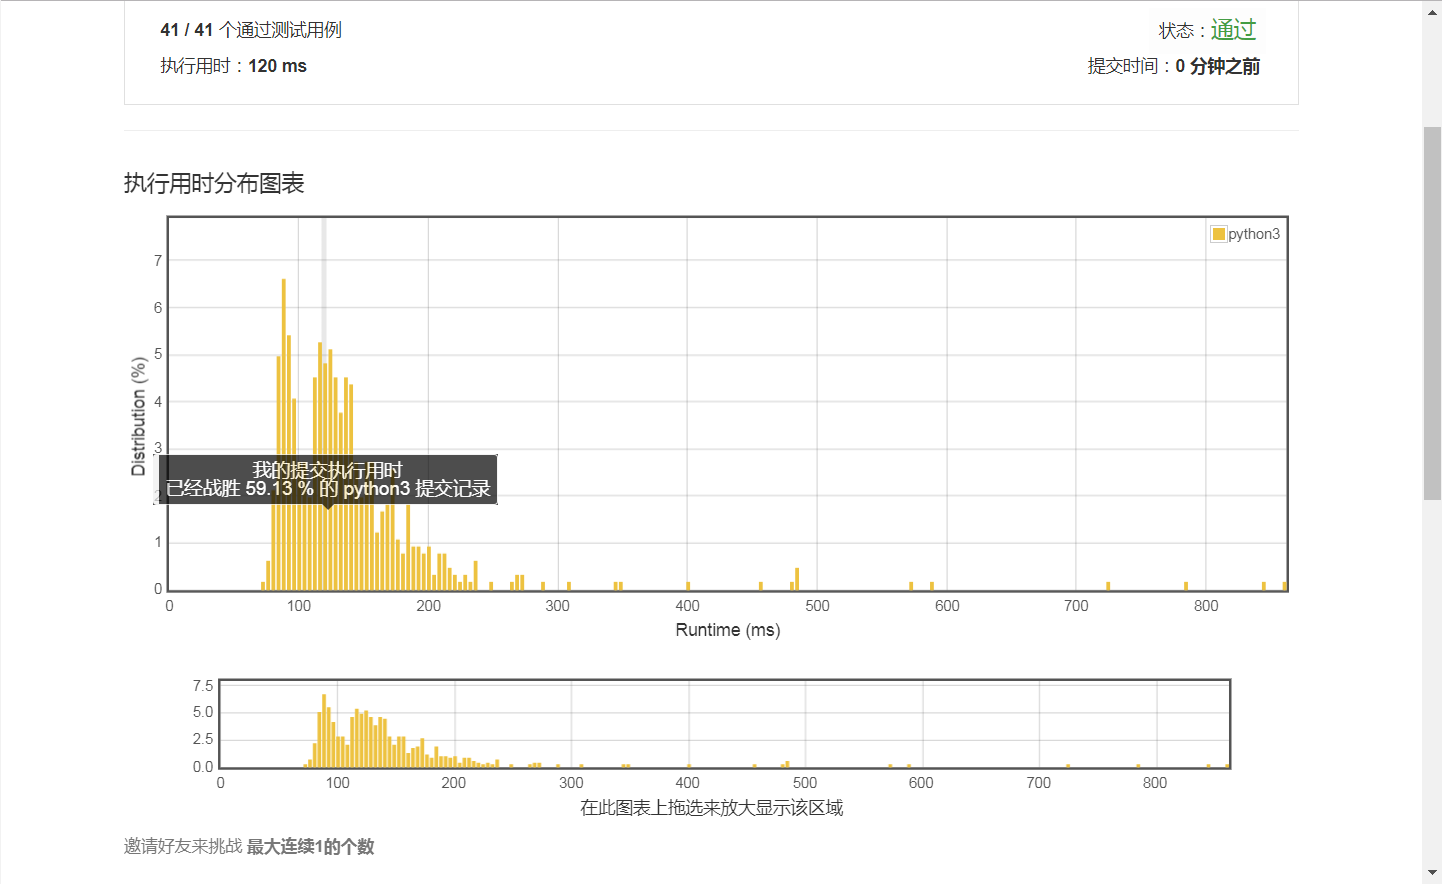 41 / 41 个通过测试用例
状态：通过
执行用时：120 ms
提交时间：0 分钟之前
执行用时分布图表
python3
7
6
5
4
3
2
1
0
Distribution (%)
我的提交执行用时
已经战胜 59.13 % 的 python3 提交记录
0 100 200 300 400 500 600 700 800
Runtime (ms)
7.5
5.0
2.5
0.0
0 100 200 300 400 500 600 700 800
在此图表上拖选来放大显示该区域
邀请好友来挑战 最大连续1的个数